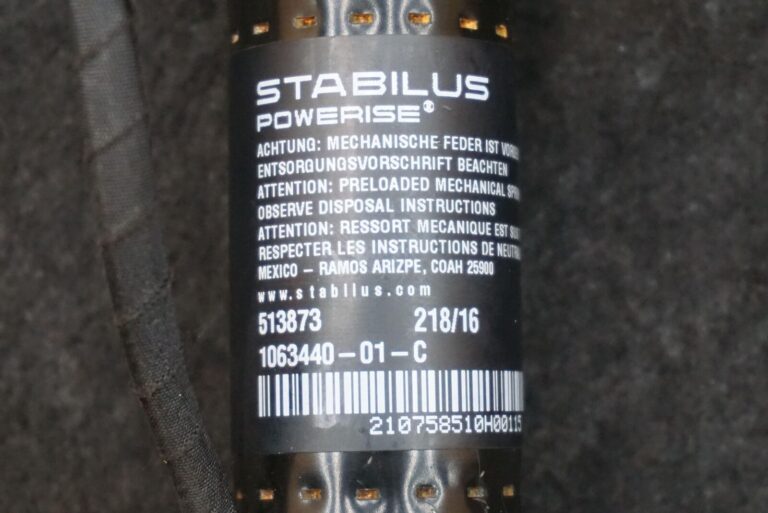 STABILUS
POWERISE®
ACHTUNG: MECHANISCHE FEDER IST
ENTSORGUNGSVORSCHRIFT BEACHTEN
ATTENTION: PRELOADED MECHANICAL
OBSERVE DISPOSAL INSTRUCTIONS
ATTENTION: RESSORT MECANIQUE EST
RESPECTER LES INSTRUCTIONS DE
MEXICO – RAMOS ARIZPE, COAH 25900
www.stabilus.com
513873 218/16
1063440-01-C
210758510H00115